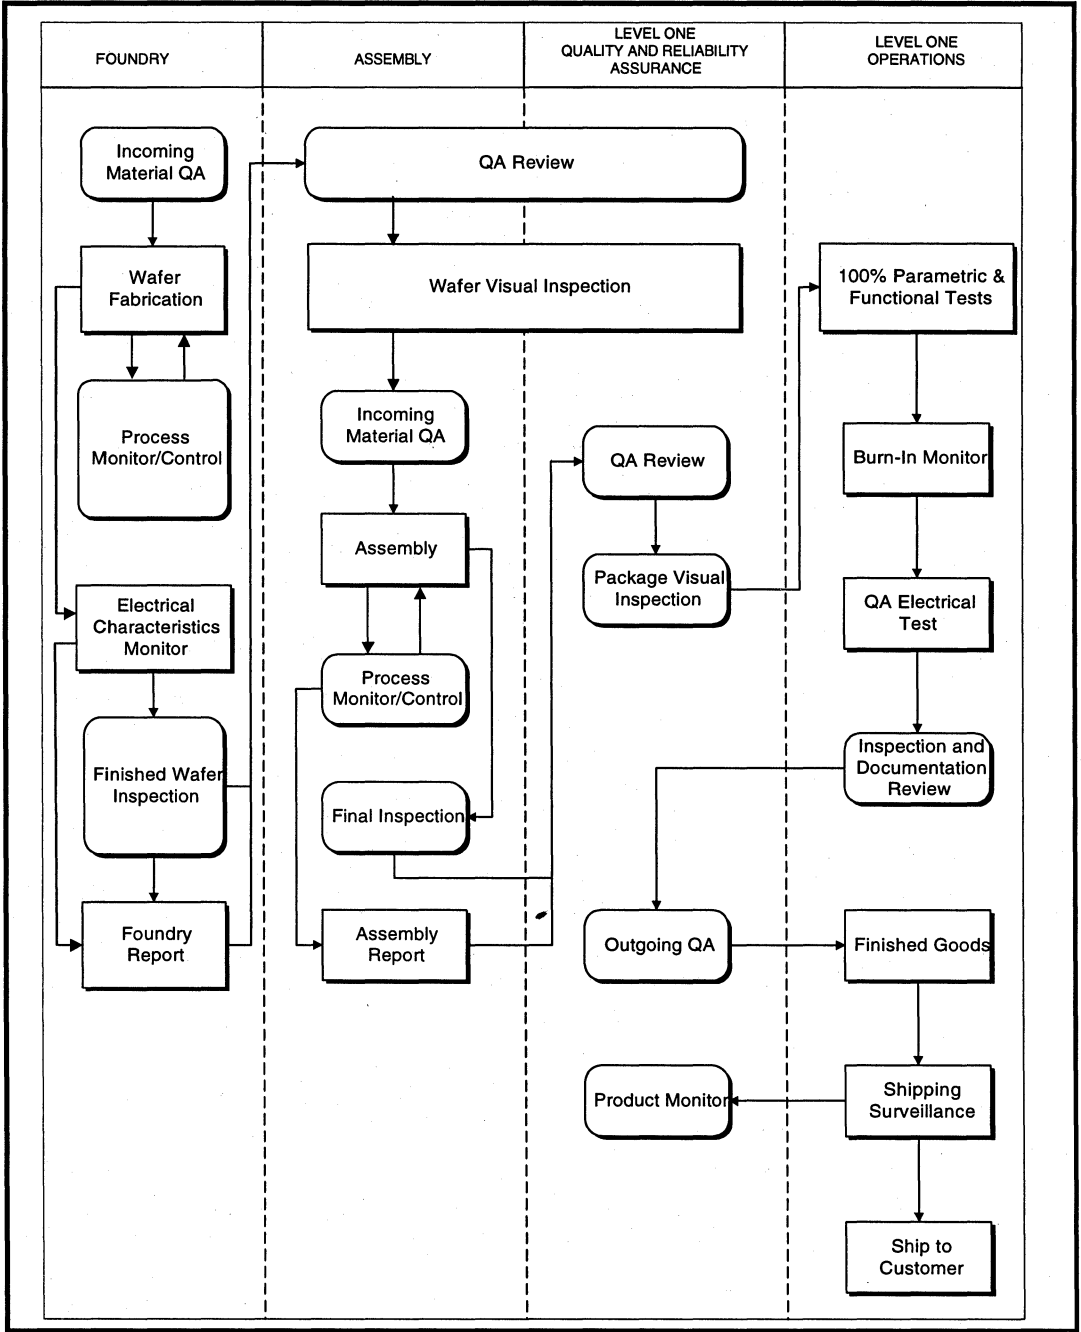 FOUNDRY
ASSEMBLY
LEVEL ONE
QUALITY AND RELIABILITY
ASSURANCE
LEVEL ONE
OPERATIONS
Incoming
Material QA
Wafer
Fabrication
Process
Monitor/Control
Electrical
Characteristics
Monitor
Finished Wafer
Inspection
Foundry
Report
QA Review
Wafer Visual Inspection
Incoming
Material QA
Assembly
Process
Monitor/Control
Final Inspection
Assembly
Report
QA Review
Package Visual
Inspection
Outgoing QA
Product Monitor
100% Parametric &
Functional Tests
Burn-In Monitor
QA Electrical
Test
Inspection and
Documentation
Review
Finished Goods
Shipping
Surveillance
Ship to
Customer